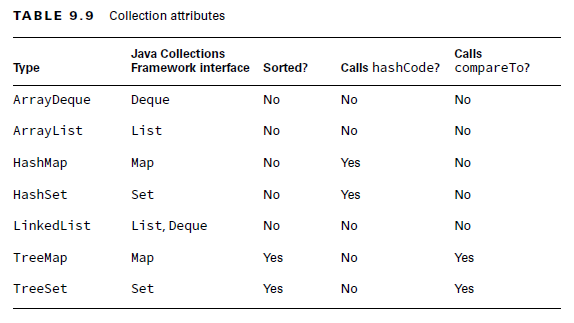 TABLE 9.9 Collection attributes
Type Java Collections Framework interface Sorted? Calls hashCode? Calls compareTo?
ArrayDeque Deque No No No
ArrayList List No No No
HashMap Map No Yes No
HashSet Set No Yes No
LinkedList List, Deque No No No
TreeMap Map Yes No Yes
TreeSet Set Yes No Yes